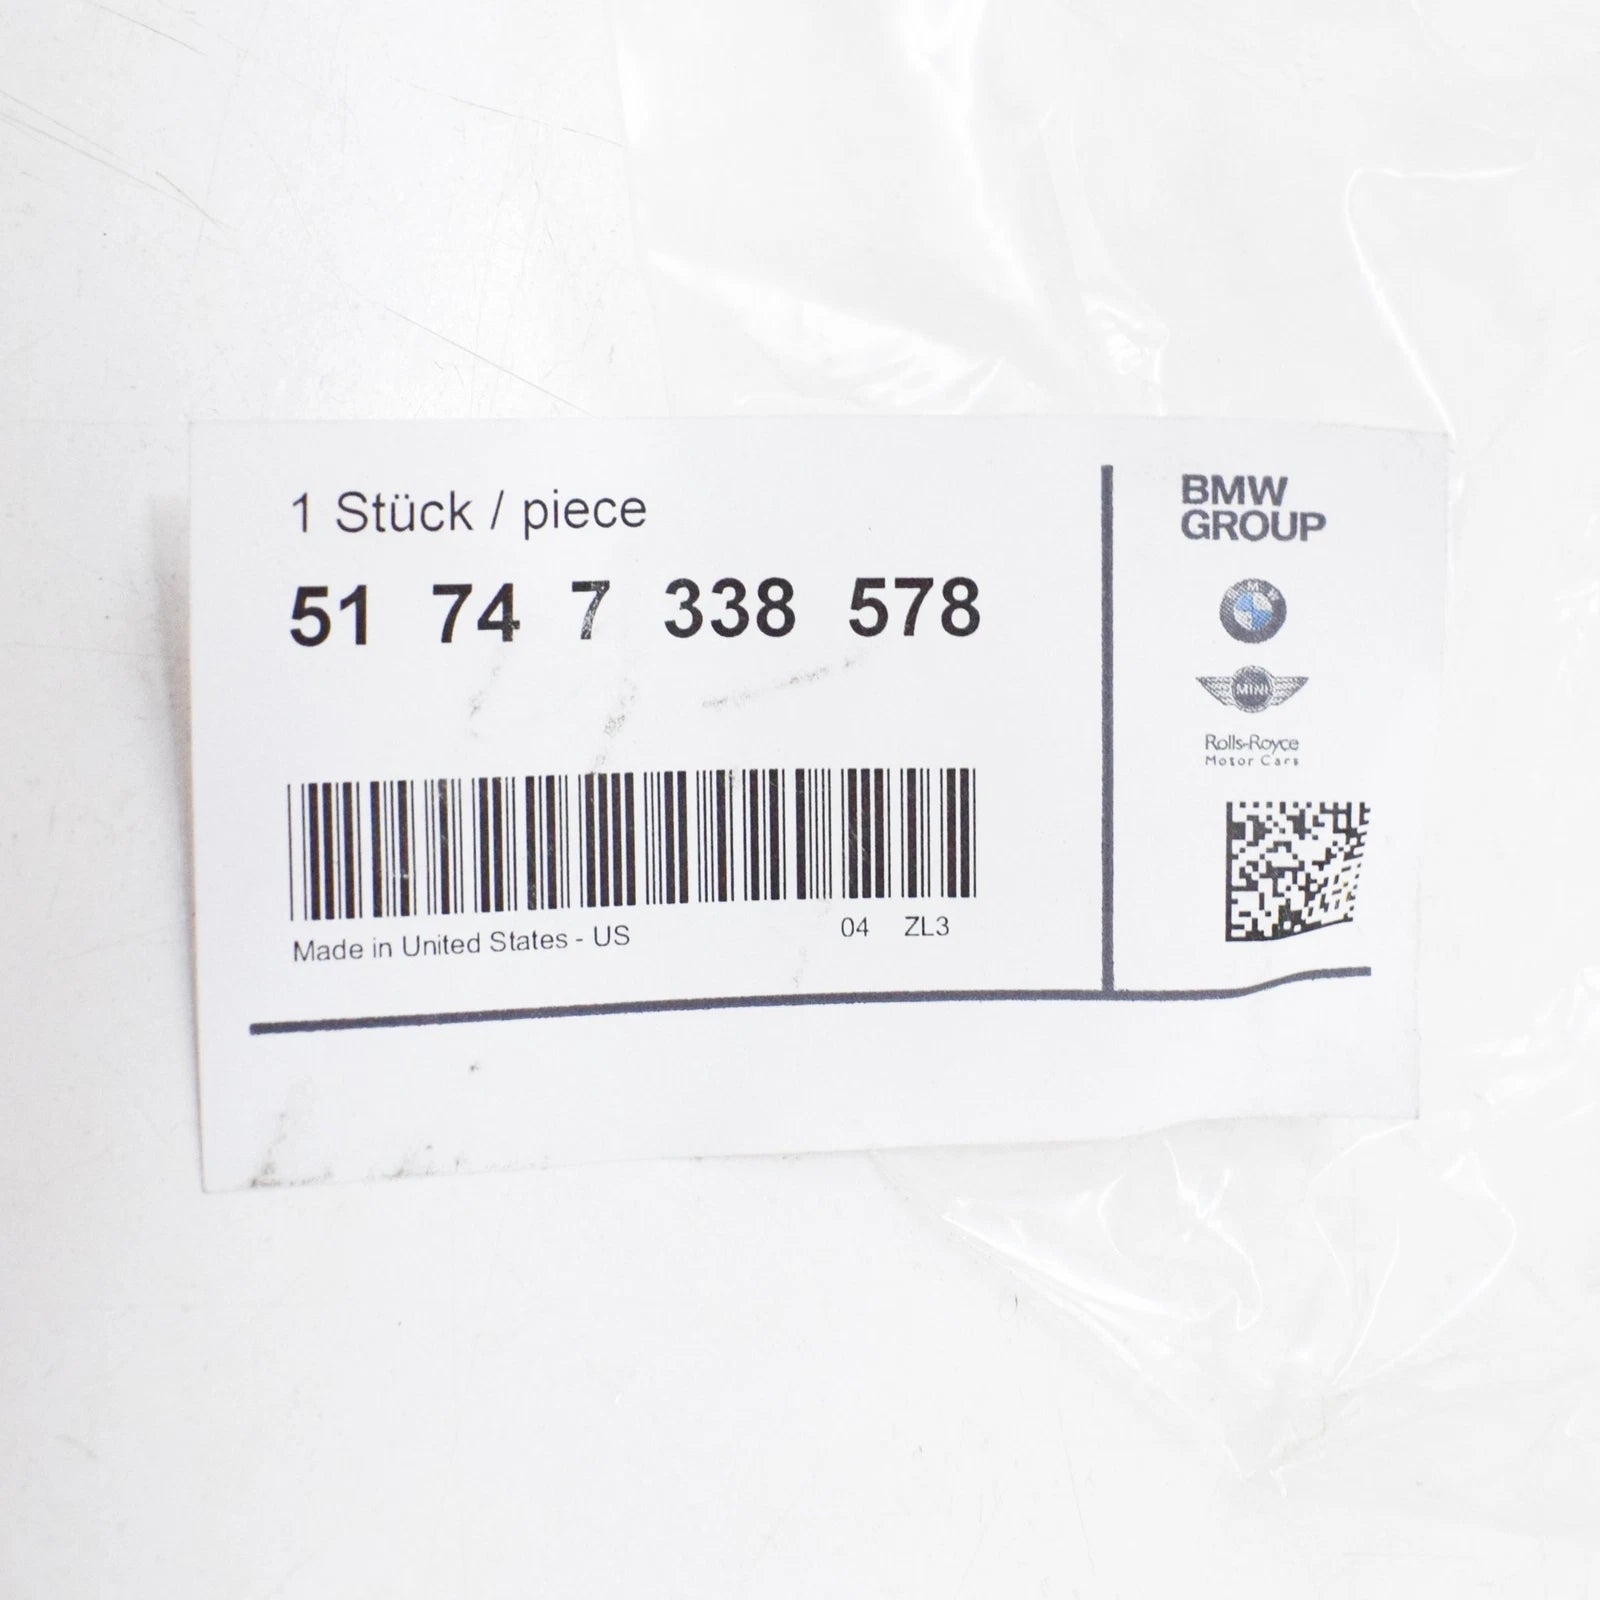 1 Stück / piece
51 74 7 338 578
Made in United States - US
04 ZL3
BMW
GROUP
BMW
MINI
Rolls-Royce
Motor Cars